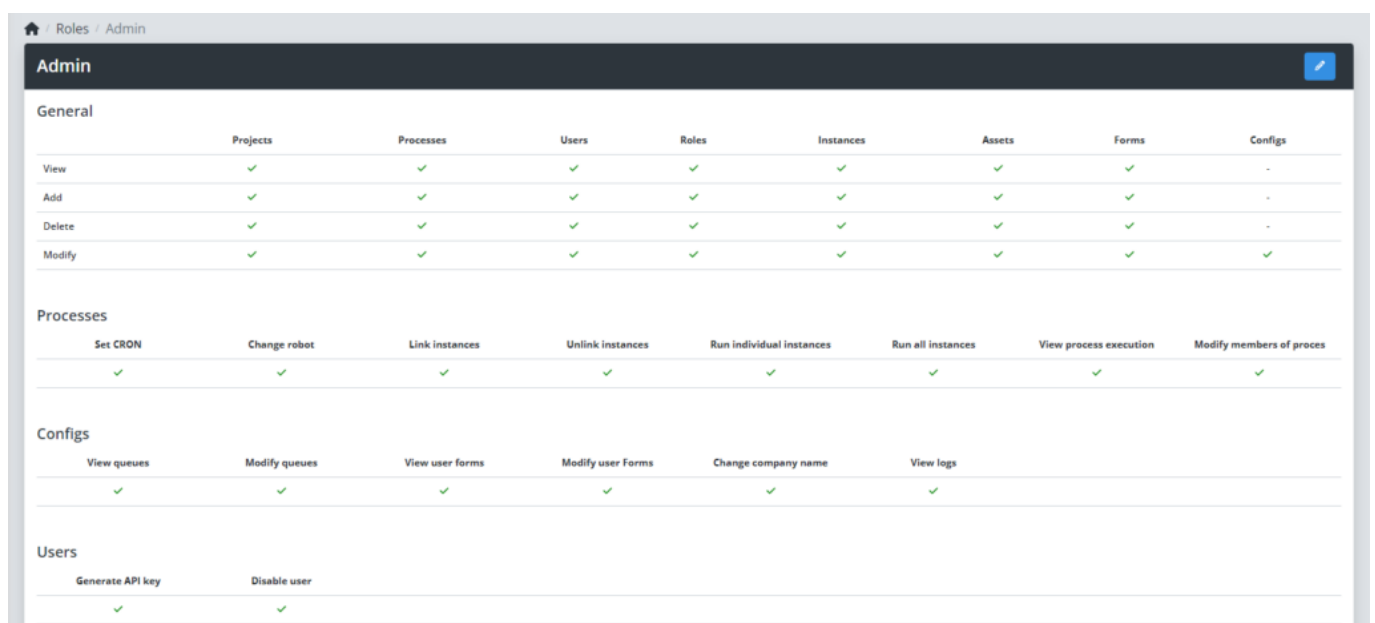 / Roles / Admin
Admin
General
Projects Processes Users Roles Instances Assets Forms Configs
View -
Add -
Delete -
Modify
Processes
Set CRON Change robot Link instances Unlink instances Run individual instances Run all instances View process execution Modify members of proces
Configs
View queues Modify queues View user forms Modify user Forms Change company name View logs
Users
Generate API key Disable user